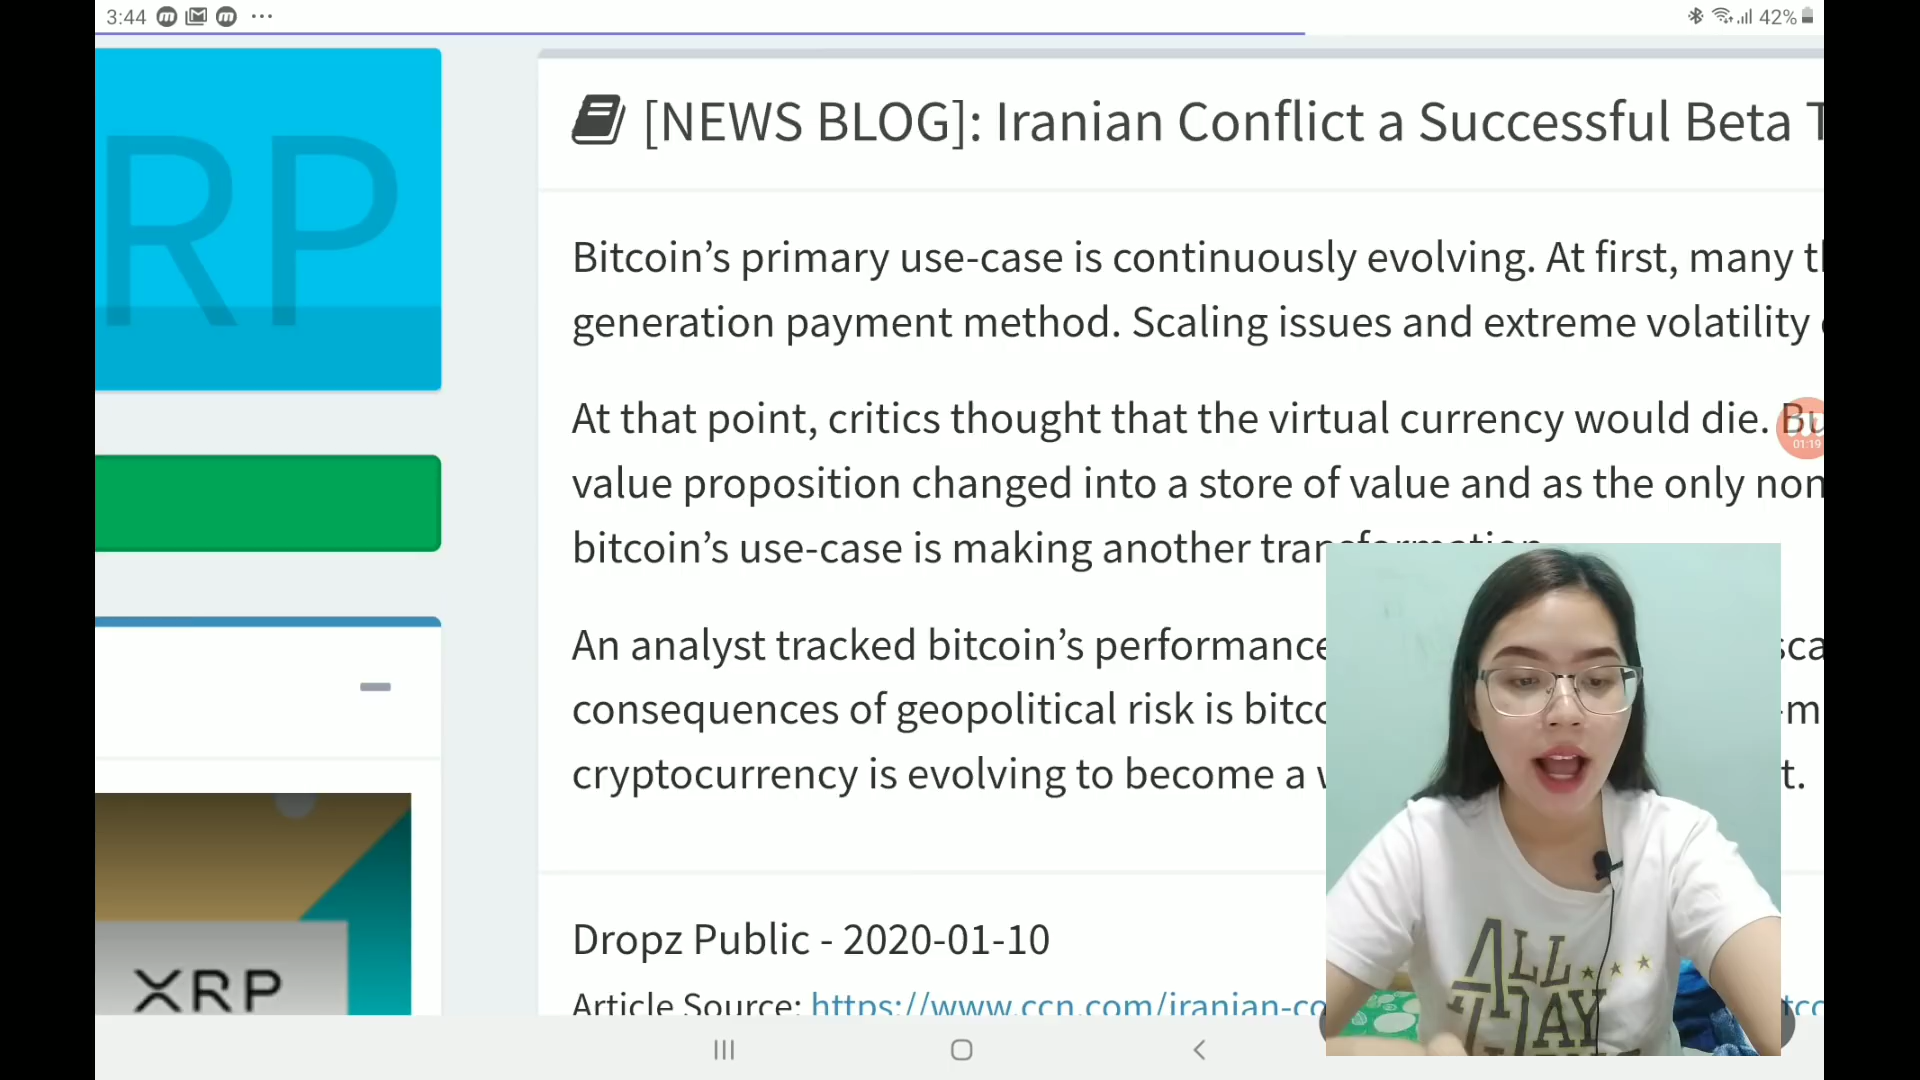 3:44
42%
RP
[NEWS BLOG]: Iranian Conflict a Successful Beta
Bitcoin’s primary use-case is continuously evolving. At first, many
generation payment method. Scaling issues and extreme volatility
At that point, critics thought that the virtual currency would die.
01:19
value proposition changed into a store of value and as the only
bitcoin’s use-case is making another transformation
An analyst tracked bitcoin’s performance
consequences of geopolitical risk is
cryptocurrency is evolving to become a
Dropz Public - 2020-01-10
Article Source: https://www.ccn.com/iranian-co
XRP
ALL
DAY